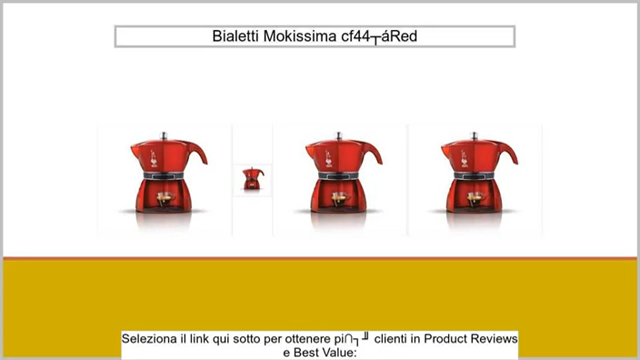 Bialetti Mokissima cf44┬áRed
Seleziona il link qui sotto per ottenere pi∩┐╜ clienti in Product Reviews
e Best Value: